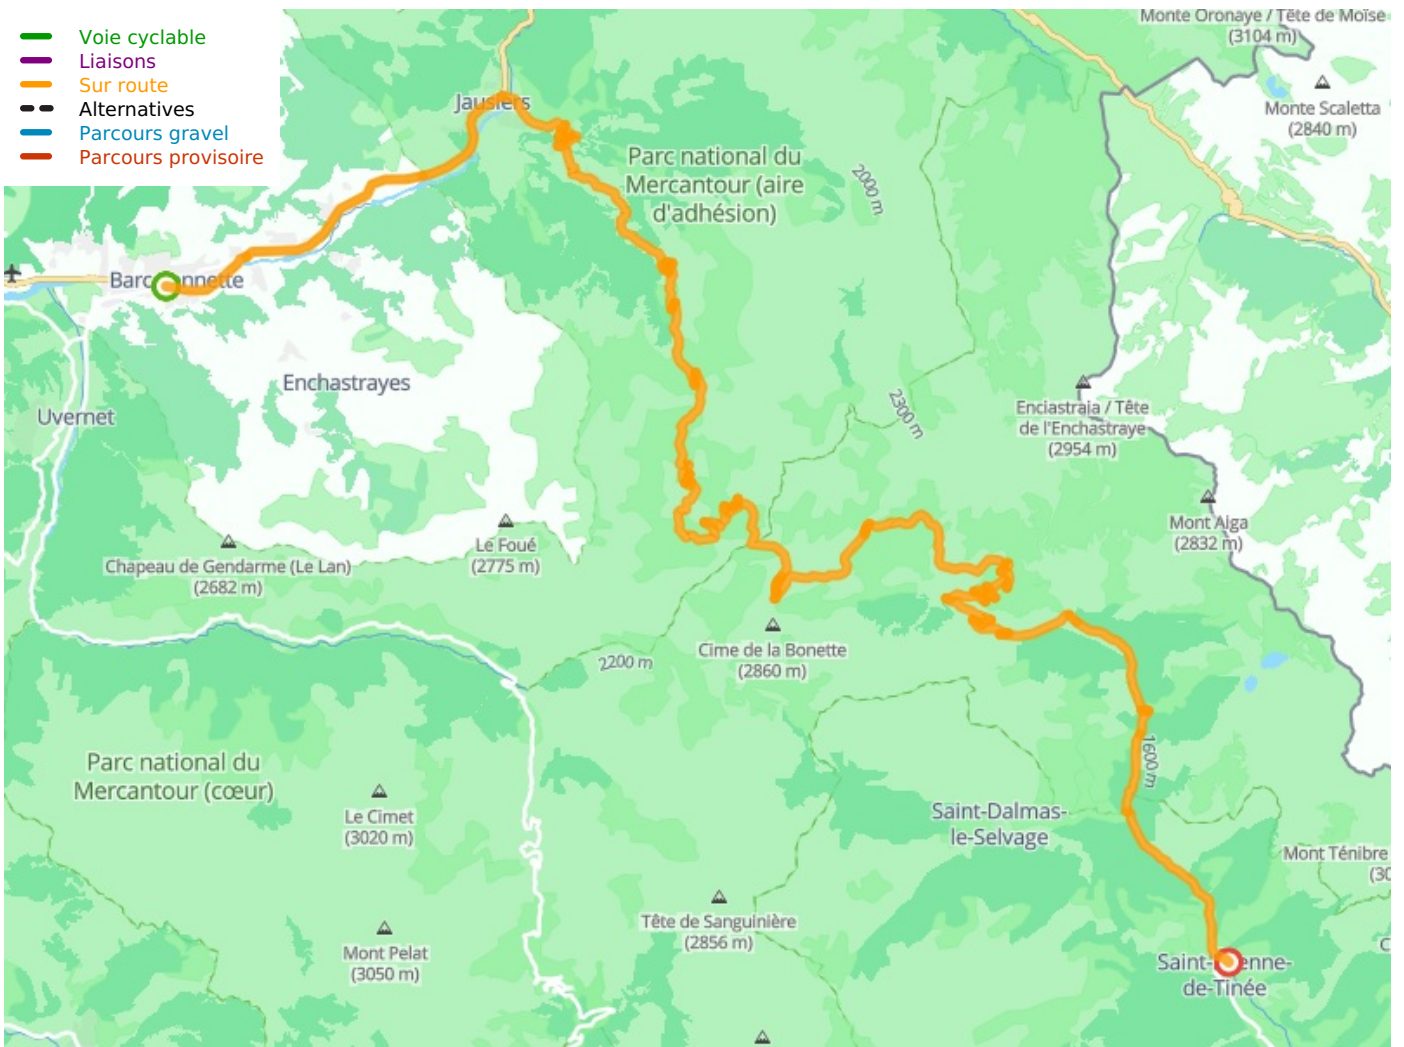 Voie cyclable
Liaisons
Sur route
Alternatives
Parcours gravel
Parcours provisoire
Monte Oronaye / Tête de Moïse
(3104 m)
Jausiers
Monte Scaletta
(2840 m)
Parc national du
Mercantour (aire
d'adhésion)
2000 m
Enchastrayes
Uvernet
2300 m
Enciastraia / Tête
de l'Enchastraye
(2954 m)
Mont Aiga
(2832 m)
Le Foué
(2775 m)
Chapeau de Gendarme (Le Lan)
(2682 m)
Cime de la Bonette
(2860 m)
2200 m
Parc national du
Mercantour (cœur)
1600 m
Le Cimet
(3020 m)
Saint-Dalmas-
le-Selvage
Mont Ténibre
(30
Tête de Sanguinière
(2856 m)
Mont Pelat
(3050 m)
C
de-Tinée